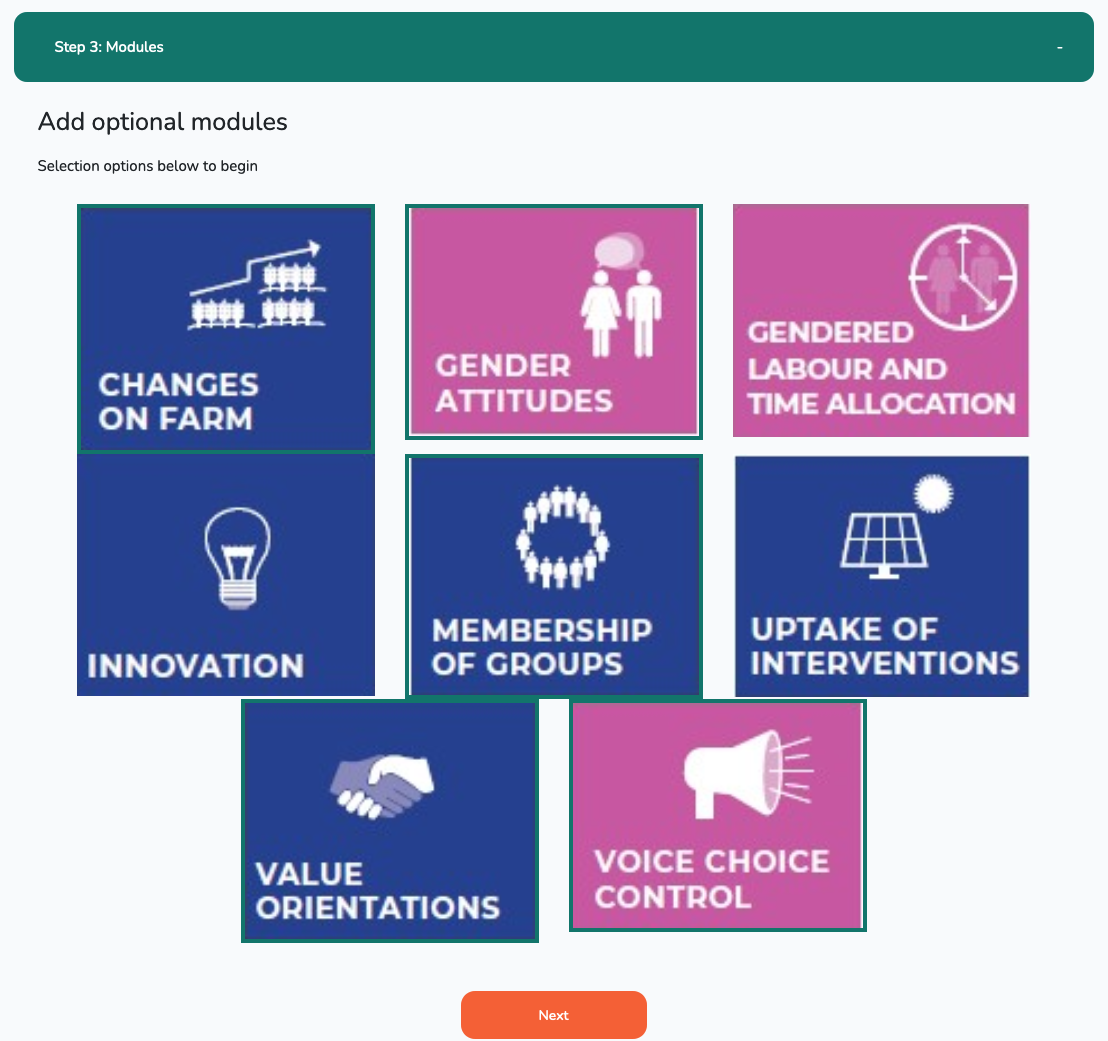 Step 3: Modules
-
Add optional modules
Selection options below to begin
CHANGES
ON FARM
GENDER
ATTITUDES
GENDERED
LABOUR AND
TIME ALLOCATION
INNOVATION
MEMBERSHIP
OF GROUPS
UPTAKE OF
INTERVENTIONS
VALUE
ORIENTATIONS
VOICE CHOICE
CONTROL
Next